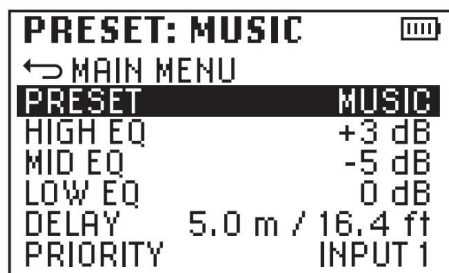 PRESET: MUSIC
MAIN MENU
PRESET MUSIC
HIGH EQ +3 dB
MID EQ -5 dB
LOW EQ 0 dB
DELAY 5.0 m / 16.4 ft
PRIORITY INPUT 1